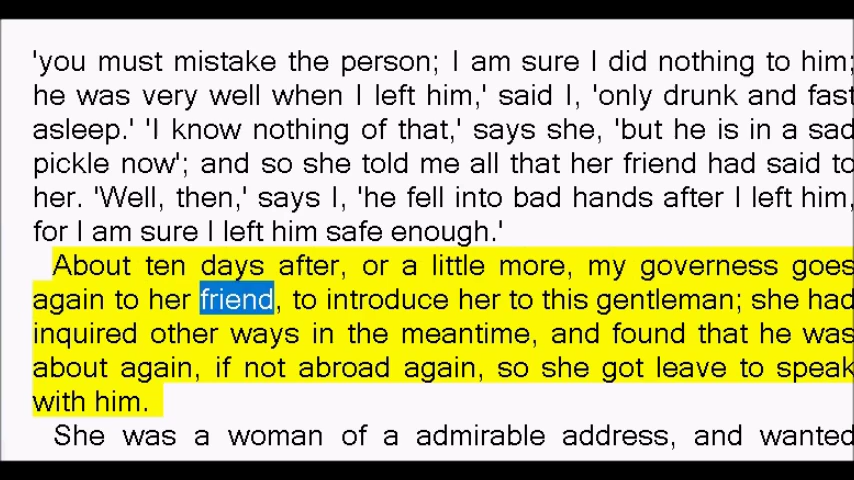 'you must mistake the person; I am sure I did nothing to him;
he was very well when I left him,' said I, 'only drunk and fast
asleep.' 'I know nothing of that,' says she, 'but he is in a sad
pickle now'; and so she told me all that her friend had said to
her. 'Well, then,' says I, 'he fell into bad hands after I left him,
for I am sure I left him safe enough.'
About ten days after, or a little more, my governess goes
again to her friend, to introduce her to this gentleman; she had
inquired other ways in the meantime, and found that he was
about again, if not abroad again, so she got leave to speak
with him.
She was a woman of a admirable address, and wanted